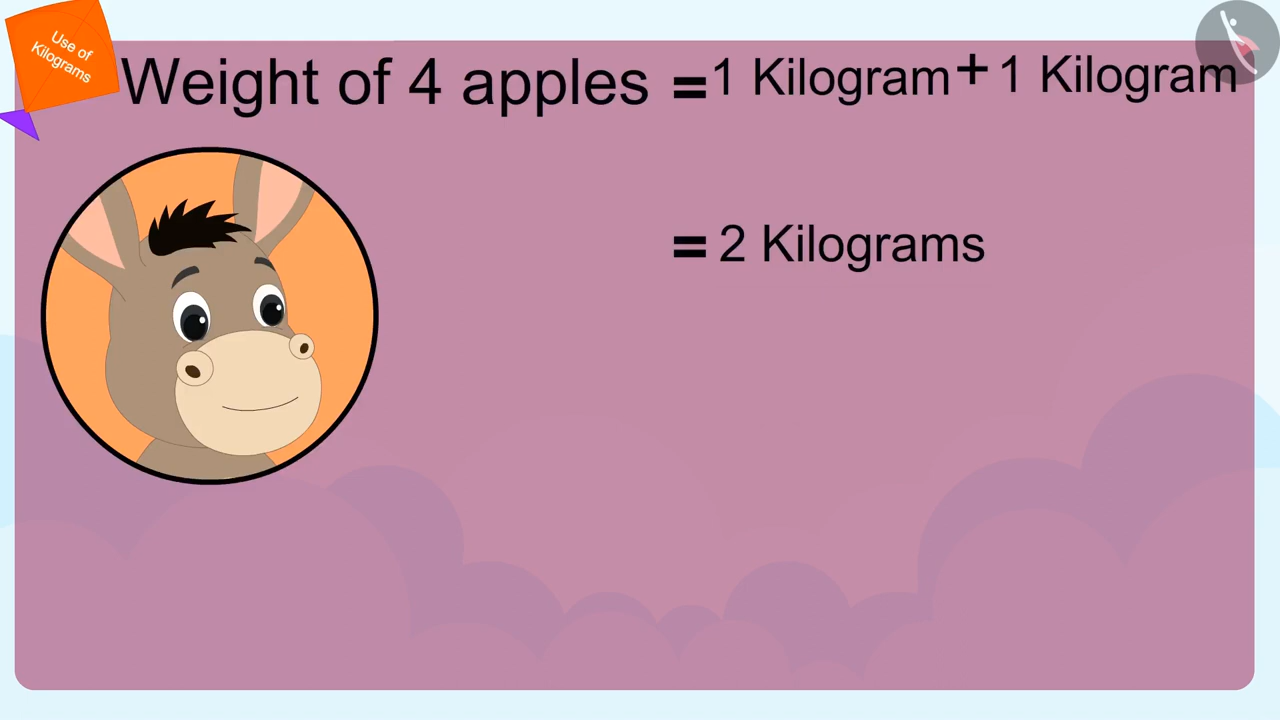 Use of
Kilograms
Weight of 4 apples = 1 Kilogram + 1 Kilogram
= 2 Kilograms